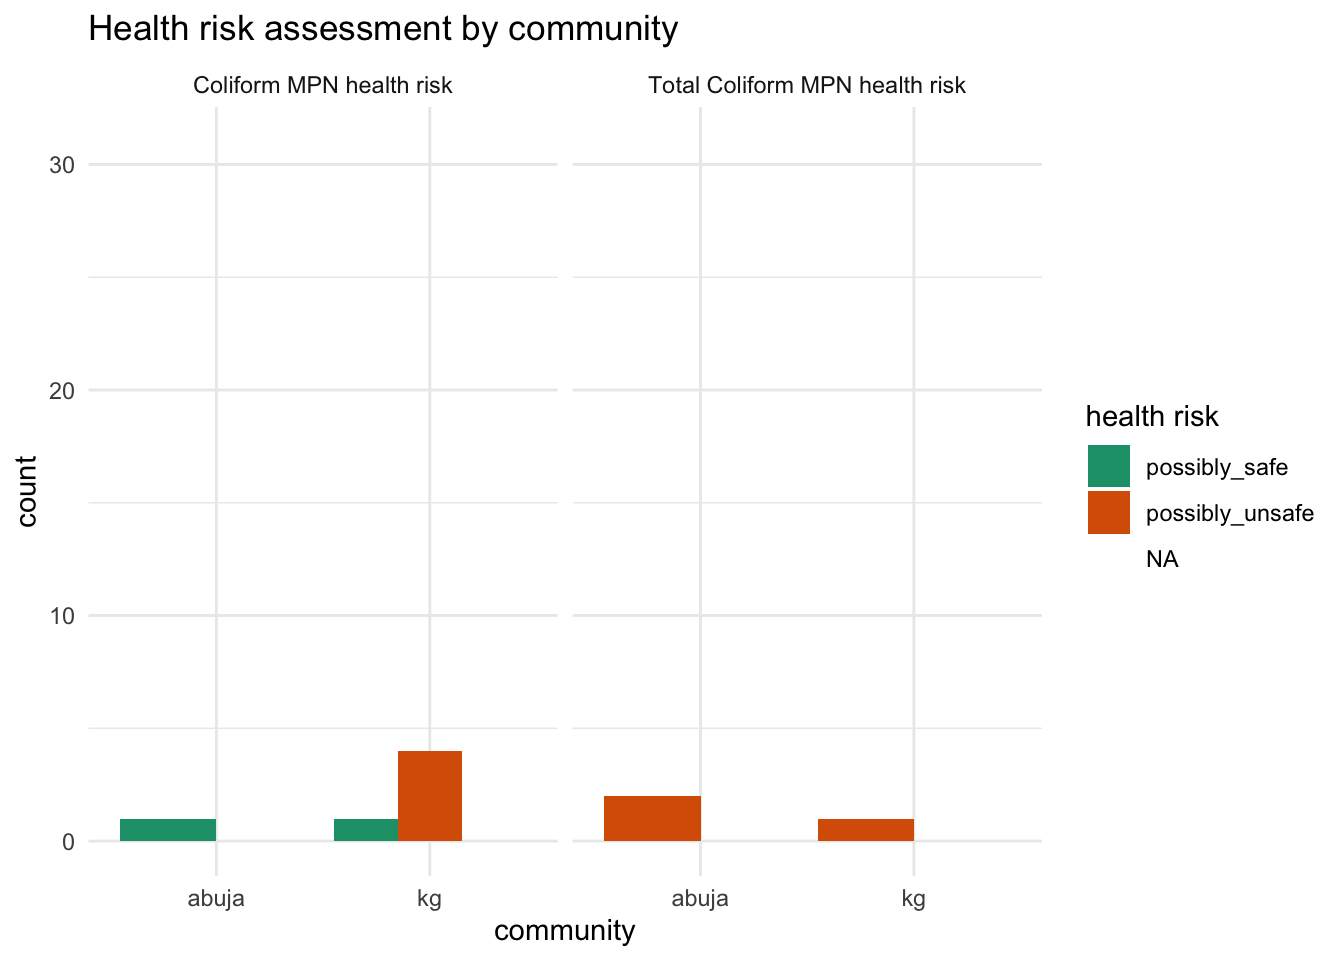 Health risk assessment by community
Coliform MPN health risk
Total Coliform MPN health risk
30
20
10
0
count
abuja
kg
abuja
kg
community
health risk
possibly_safe
possibly_unsafe
NA